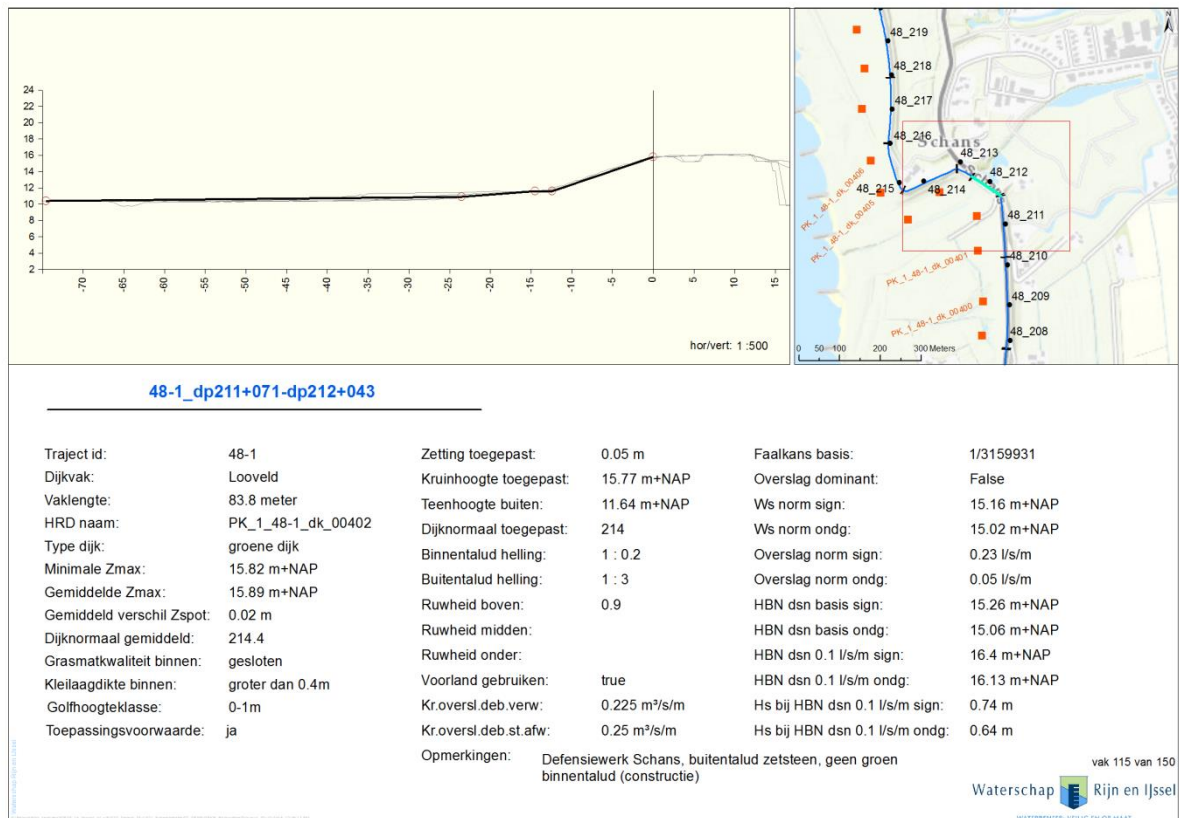 24
22
20
18
16
14
12
10
8
6
4
2
-70
-65
-60
-55
-50
-45
-40
-35
-30
-25
-20
-15
-10
-5
0
5
10
15
hor/vert: 1 :500
N
48_219
48_218
48_217
48_216
Schans
48_213
48_212
48_215
48_214
48_211
48_210
48_209
48_208
PK_1_48-1_dk_00406
PK_1_48-1_dk_00405
PK_1_48-1_dk_00401
PK_1_48-1_dk_00400
0 50 100 200 300 Meters
48-1_dp211+071-dp212+043
Traject id: 48-1
Dijkvak: Looveld
Vaklengte: 83.8 meter
HRD naam: PK_1_48-1_dk_00402
Type dijk: groene dijk
Minimale Zmax: 15.82 m+NAP
Gemiddelde Zmax: 15.89 m+NAP
Gemiddeld verschil Zspot: 0.02 m
Dijknormaal gemiddeld: 214.4
Grasmatkwaliteit binnen: gesloten
Kleilaagdikte binnen: groter dan 0.4m
Golfhoogteklasse: 0-1m
Toepassingsvoorwaarde: ja
Zetting toegepast: 0.05 m
Kruinhoogte toegepast: 15.77 m+NAP
Teenhoogte buiten: 11.64 m+NAP
Dijknormaal toegepast: 214
Binnentalud helling: 1 : 0.2
Buitentalud helling: 1 : 3
Ruwheid boven: 0.9
Ruwheid midden:
Ruwheid onder:
Voorland gebruiken: true
Kr.oversl.deb.verw: 0.225 m³/s/m
Kr.oversl.deb.st.afw: 0.25 m³/s/m
Opmerkingen: Defensiewerk Schans, buitentalud zetsteen, geen groen
binnentalud (constructie)
Faalkans basis: 1/3159931
Overslag dominant: False
Ws norm sign: 15.16 m+NAP
Ws norm ondg: 15.02 m+NAP
Overslag norm sign: 0.23 l/s/m
Overslag norm ondg: 0.05 l/s/m
HBN dsn basis sign: 15.26 m+NAP
HBN dsn basis ondg: 15.06 m+NAP
HBN dsn 0.1 l/s/m sign: 16.4 m+NAP
HBN dsn 0.1 l/s/m ondg: 16.13 m+NAP
Hs bij HBN dsn 0.1 l/s/m sign: 0.74 m
Hs bij HBN dsn 0.1 l/s/m ondg: 0.64 m
vak 115 van 150
Waterschap Rijn en IJssel